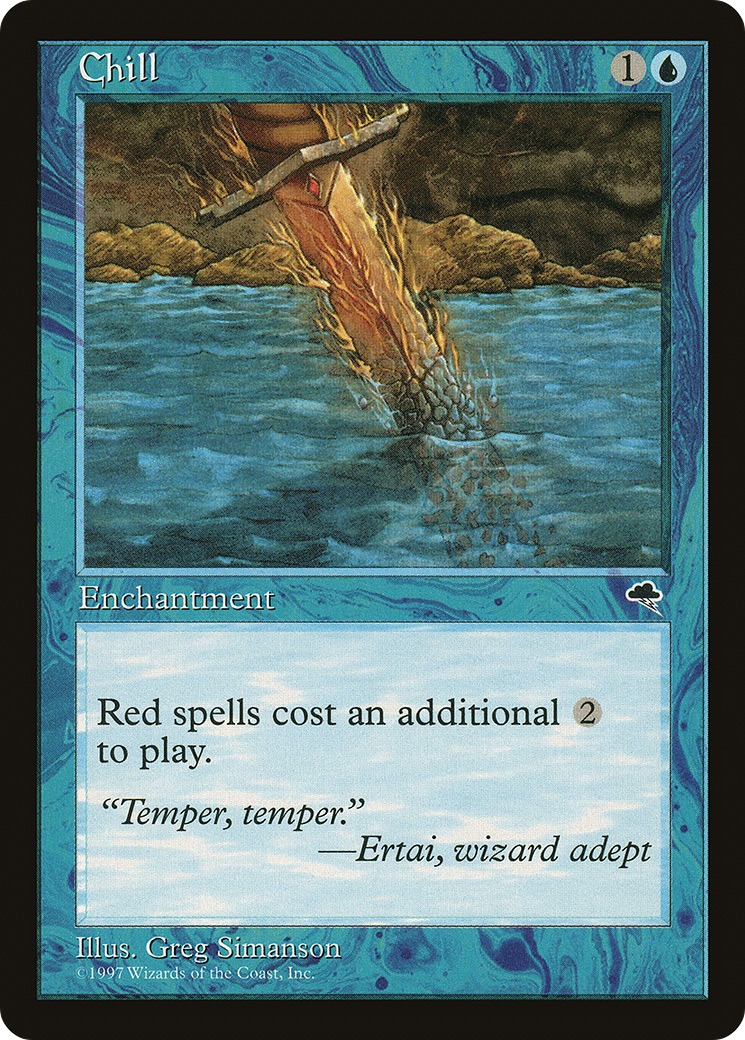 Chill 1
Enchantment
Red spells cost an additional 2
to play.
“Temper, temper.”
—Ertai, wizard adept
Illus. Greg Simanson
©1997 Wizards of the Coast, Inc.